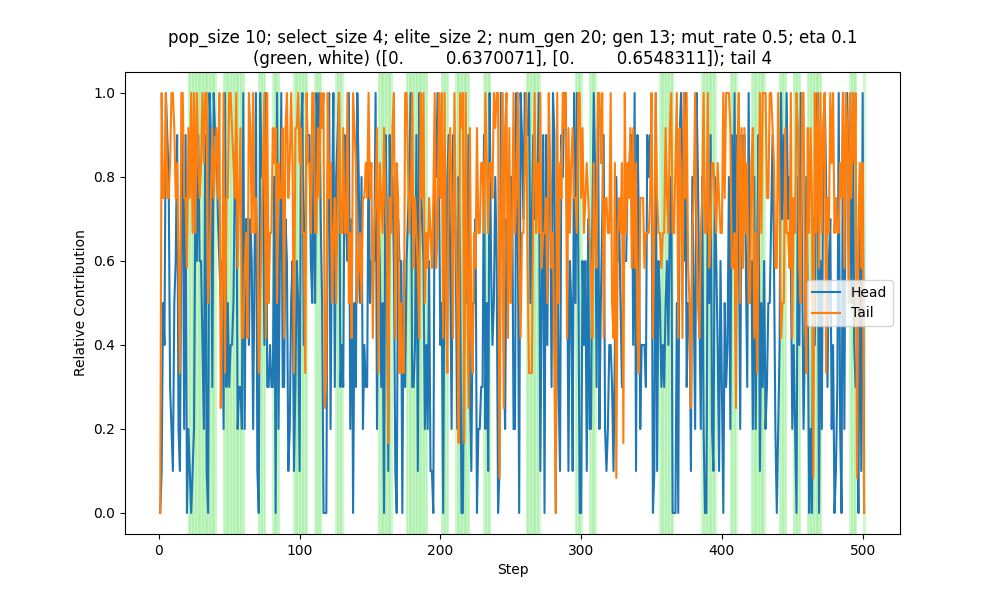 pop_size 10; select_size 4; elite_size 2; num_gen 20; gen 13; mut_rate 0.5; eta 0.1
(green, white) ([0. 0.6370071], [0. 0.6548311]); tail 4
1.0
0.8
0.6
0.4
0.2
0.0
Relative Contribution
Head
Tail
0 100 200 300 400 500
Step